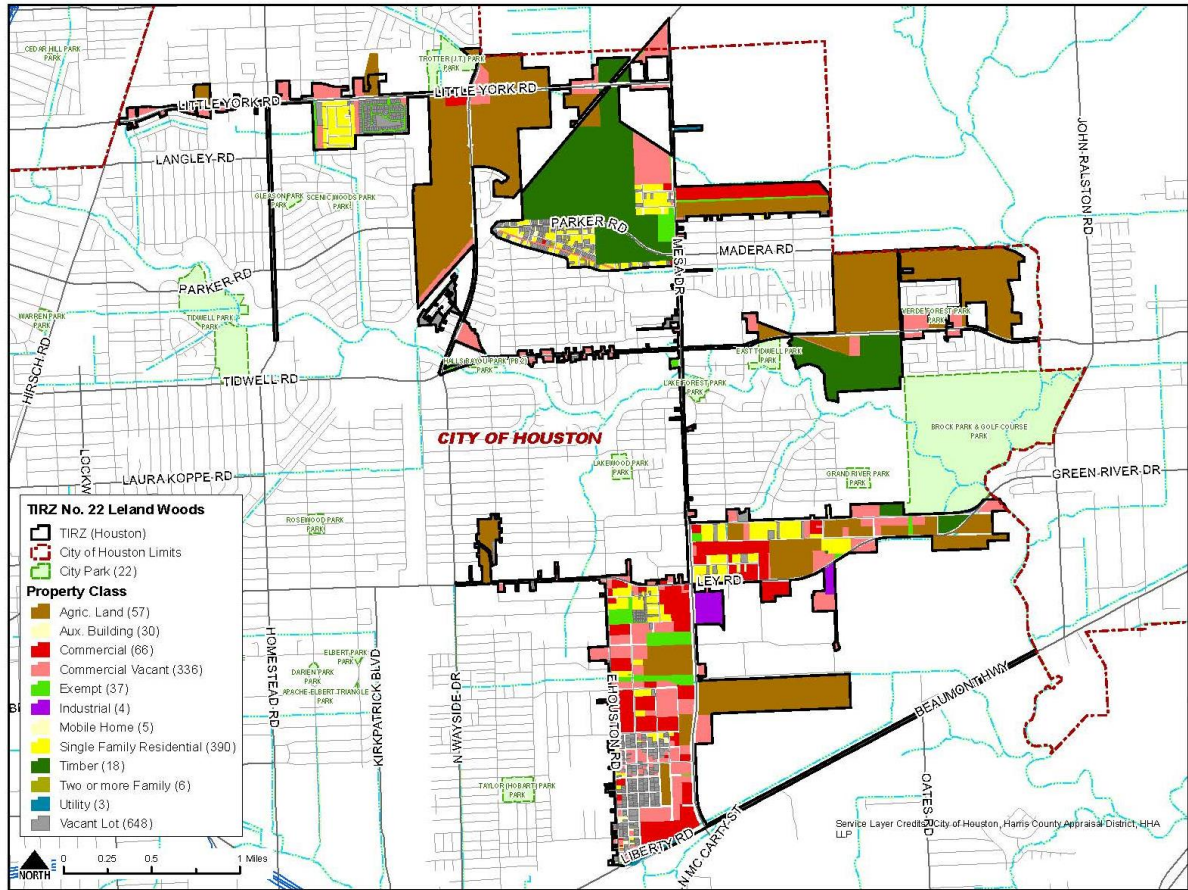 CEDAR HILL PARK
PARK
TROTTER (J.T.) PARK
PARK
LITTLE YORK RD
LITTLE YORK RD
LANGLEY RD
JOHN RALSTON RD
GLEASON PARK
PARK
SCENIC WOODS PARK
PARK
PARKER RD
MESA DR
MADERA RD
PARKER RD
TIDWELL PARK
PARK
WARREN PARK
PARK
VERDE FOREST PARK
PARK
HIRSCH RD
HALLS BAYOU PARK
PARK
EAST TIDWELL PARK
PARK
TIDWELL RD
LAKE FOREST PARK
PARK
BROCK PARK & GOLF COURSE
PARK
CITY OF HOUSTON
LAKEWOOD PARK
PARK
GRAND RIVER PARK
PARK
GREEN RIVER DR
LAURA KOPPE RD
LOCKW
ROSEWOOD PARK
PARK
LEY RD
TIRZ No. 22 Leland Woods
TIRZ (Houston)
City of Houston Limits
City Park (22)
Property Class
Agric. Land (57)
Aux. Building (30)
Commercial (66)
Commercial Vacant (336)
Exempt (37)
Industrial (4)
Mobile Home (5)
Single Family Residential (390)
Timber (18)
Two or more Family (6)
Utility (3)
Vacant Lot (648)
HOMESTEAD RD
ELBERT PARK
PARK
DARIEN PARK
PARK
APACHE-ELBERT TRIANGLE
PARK
KIRKPATRICK BLVD
N WAYSIDE DR
E HOUSTON RD
BEAUMONT HWY
TAYLOR (HOBART) PARK
PARK
OATES RD
LIBERTY RD
N MC CARTY ST
Service Layer Credits: City of Houston, Harris County Appraisal District, HHA
LLP
NORTH
0 0.25 0.5 1 Miles